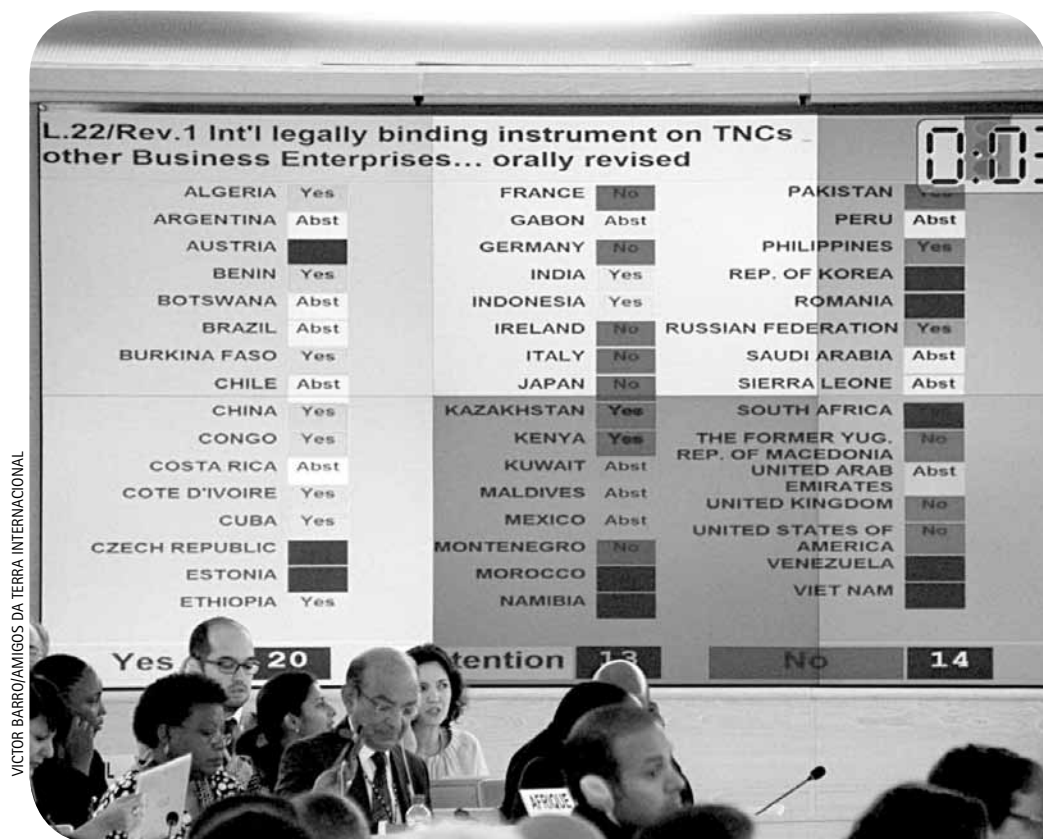 L.22/Rev.1 Int'l legally binding instrument on TNCs
other Business Enterprises... orally revised
0:03
ALGERIA Yes
ARGENTINA Abst
AUSTRIA
BENIN Yes
BOTSWANA Abst
BRAZIL Abst
BURKINA FASO Yes
CHILE Abst
CHINA Yes
CONGO Yes
COSTA RICA Abst
COTE D'IVOIRE Yes
CUBA Yes
CZECH REPUBLIC
ESTONIA
ETHIOPIA Yes
FRANCE No
GABON Abst
GERMANY No
INDIA Yes
INDONESIA Yes
IRELAND No
ITALY No
JAPAN No
KAZAKHSTAN Yes
KENYA Yes
KUWAIT Abst
MALDIVES Abst
MEXICO Abst
MONTENEGRO No
MOROCCO
NAMIBIA
PAKISTAN Yes
PERU Abst
PHILIPPINES Yes
REP. OF KOREA
ROMANIA
RUSSIAN FEDERATION Yes
SAUDI ARABIA Abst
SIERRA LEONE Abst
SOUTH AFRICA
THE FORMER YUG. No
REP. OF MACEDONIA
UNITED ARAB Abst
EMIRATES
UNITED KINGDOM No
UNITED STATES OF No
AMERICA
VENEZUELA
VIET NAM
Yes 20 tention 13 No 14
AFRIQUE
VICTOR BARRO/AMIGOS DA TERRA INTERNACIONAL